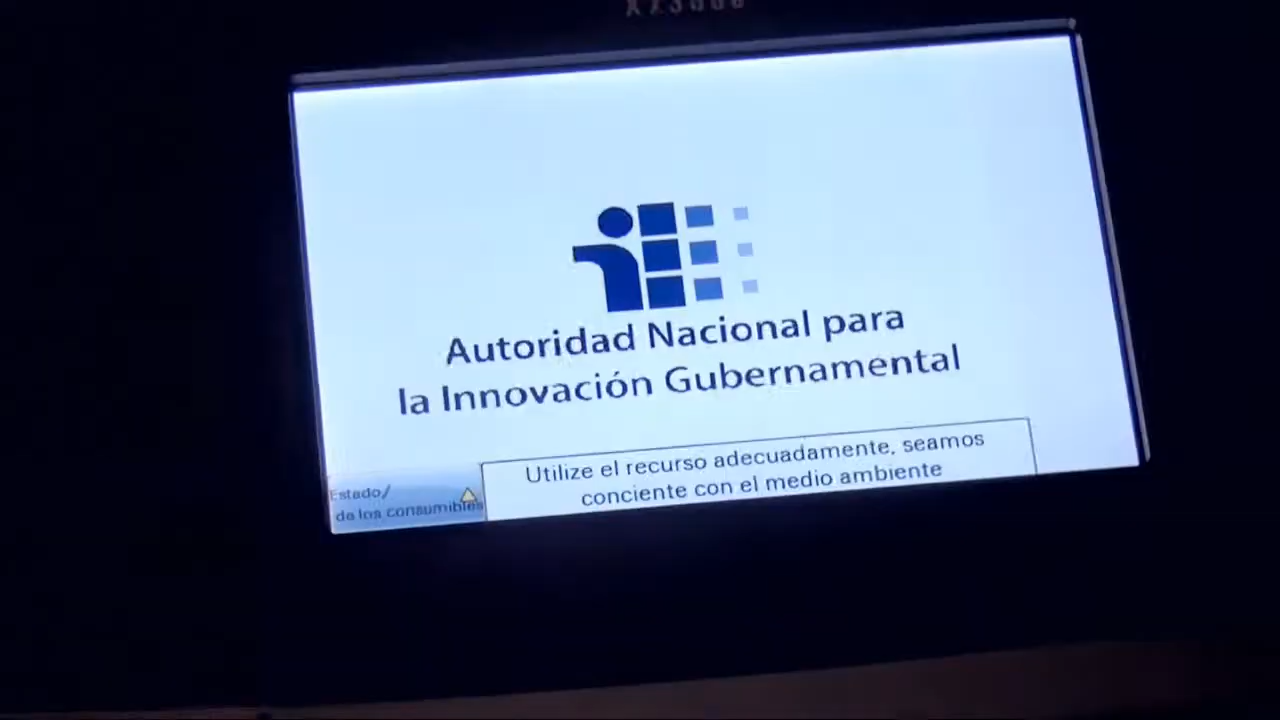 Autoridad Nacional para
la Innovación Gubernamental
Utilize el recurso adecuadamente, seamos
conciente con el medio ambiente
Estado/
de los consumibles